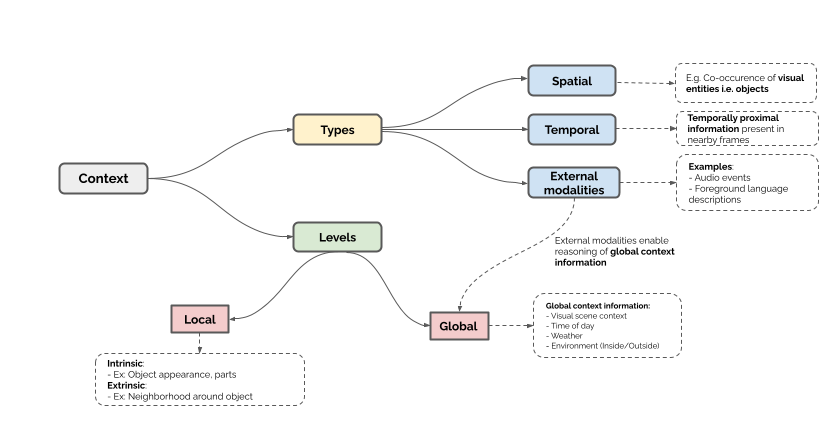 Context
Types
Levels
Spatial
Temporal
External
modalities
E.g. Co-occurence of visual
entities i.e. objects
Temporally proximal
information present in
nearby frames
Examples:
- Audio events
- Foreground language
descriptions
External modalities enable
reasoning of global context
information
Local
Global
Intrinsic:
- Ex: Object appearance, parts
Extrinsic:
- Ex: Neighborhood around object
Global context information:
- Visual scene context
- Time of day
- Weather
- Environment (Inside/Outside)